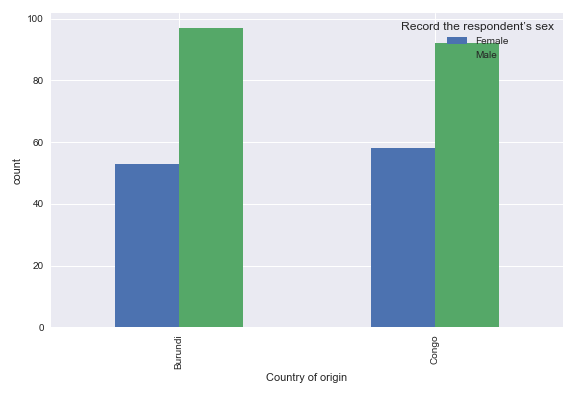 Record the respondent's sex
Female
Male
100
80
60
40
20
0
count
Burundi
Congo
Country of origin